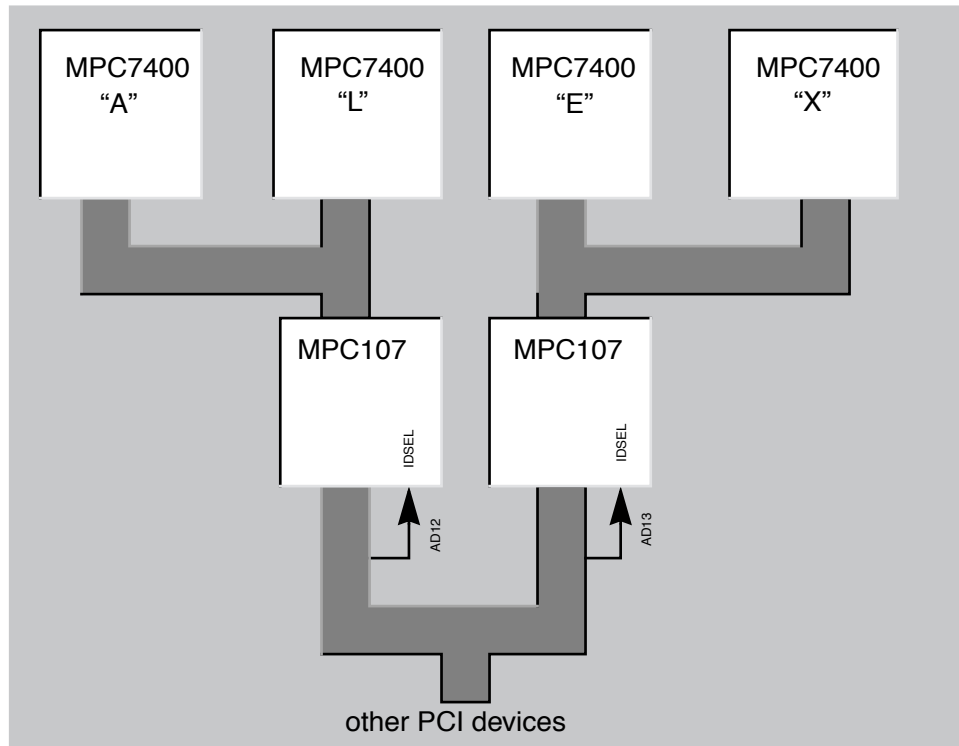 MPC7400
“A”
MPC7400
“L”
MPC7400
“E”
MPC7400
“X”
MPC107
IDSEL
MPC107
IDSEL
AD12
AD13
other PCI devices